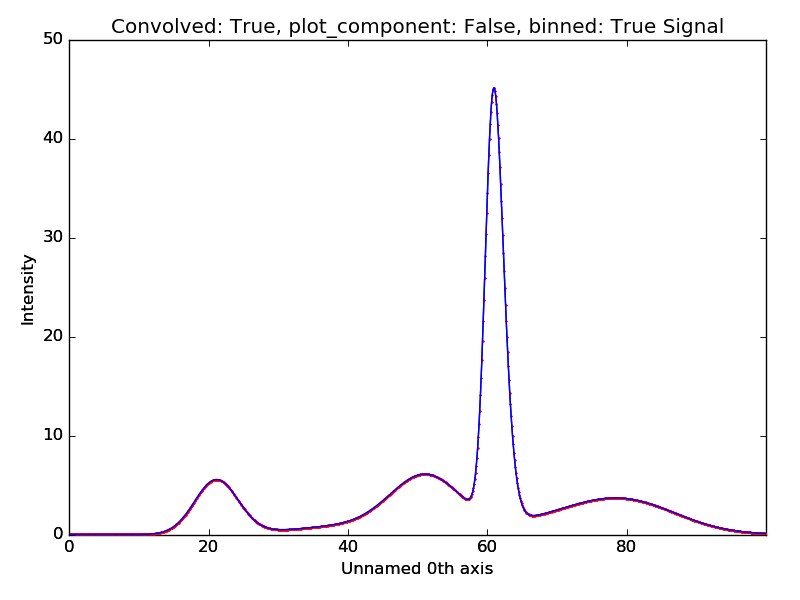 Convolved: True, plot_component: False, binned: True Signal
50
40
30
20
10
0
Intensity
0 20 40 60 80
Unnamed 0th axis